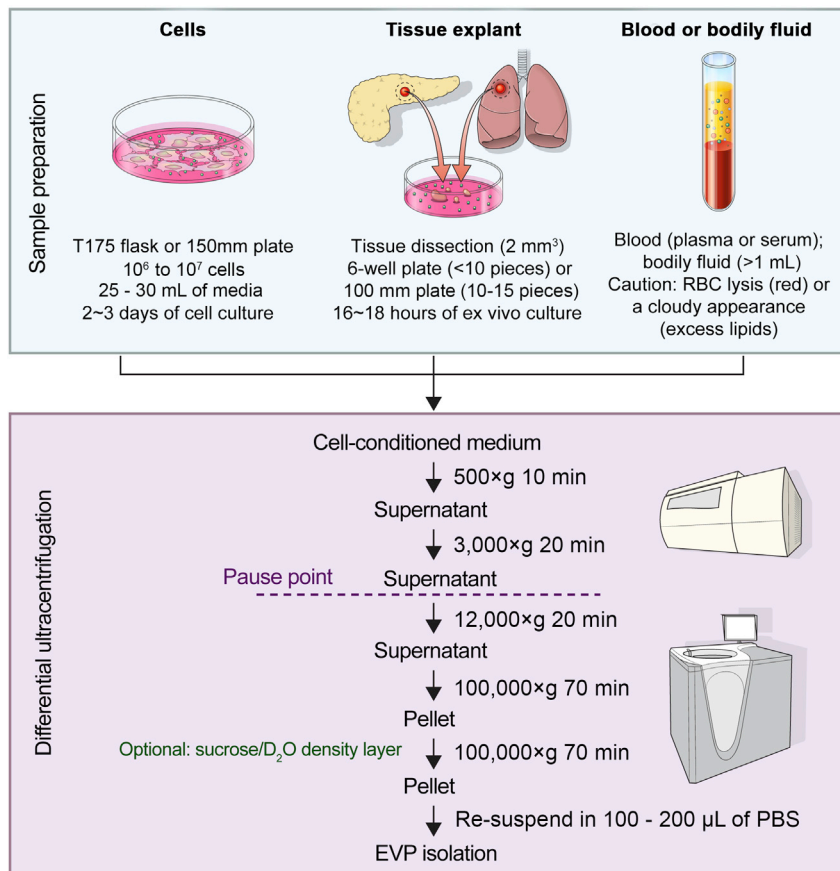 Sample preparation
Cells
T175 flask or 150mm plate
10⁶ to 10⁷ cells
25 - 30 mL of media
2~3 days of cell culture
Tissue explant
Tissue dissection (2 mm³)
6-well plate (<10 pieces) or
100 mm plate (10-15 pieces)
16~18 hours of ex vivo culture
Blood or bodily fluid
Blood (plasma or serum);
bodily fluid (>1 mL)
Caution: RBC lysis (red) or
a cloudy appearance
(excess lipids)
Differential ultracentrifugation
Cell-conditioned medium
500×g 10 min
Supernatant
3,000×g 20 min
Pause point Supernatant
12,000×g 20 min
Supernatant
100,000×g 70 min
Pellet
Optional: sucrose/D₂O density layer 100,000×g 70 min
Pellet
Re-suspend in 100 - 200 µL of PBS
EVP isolation